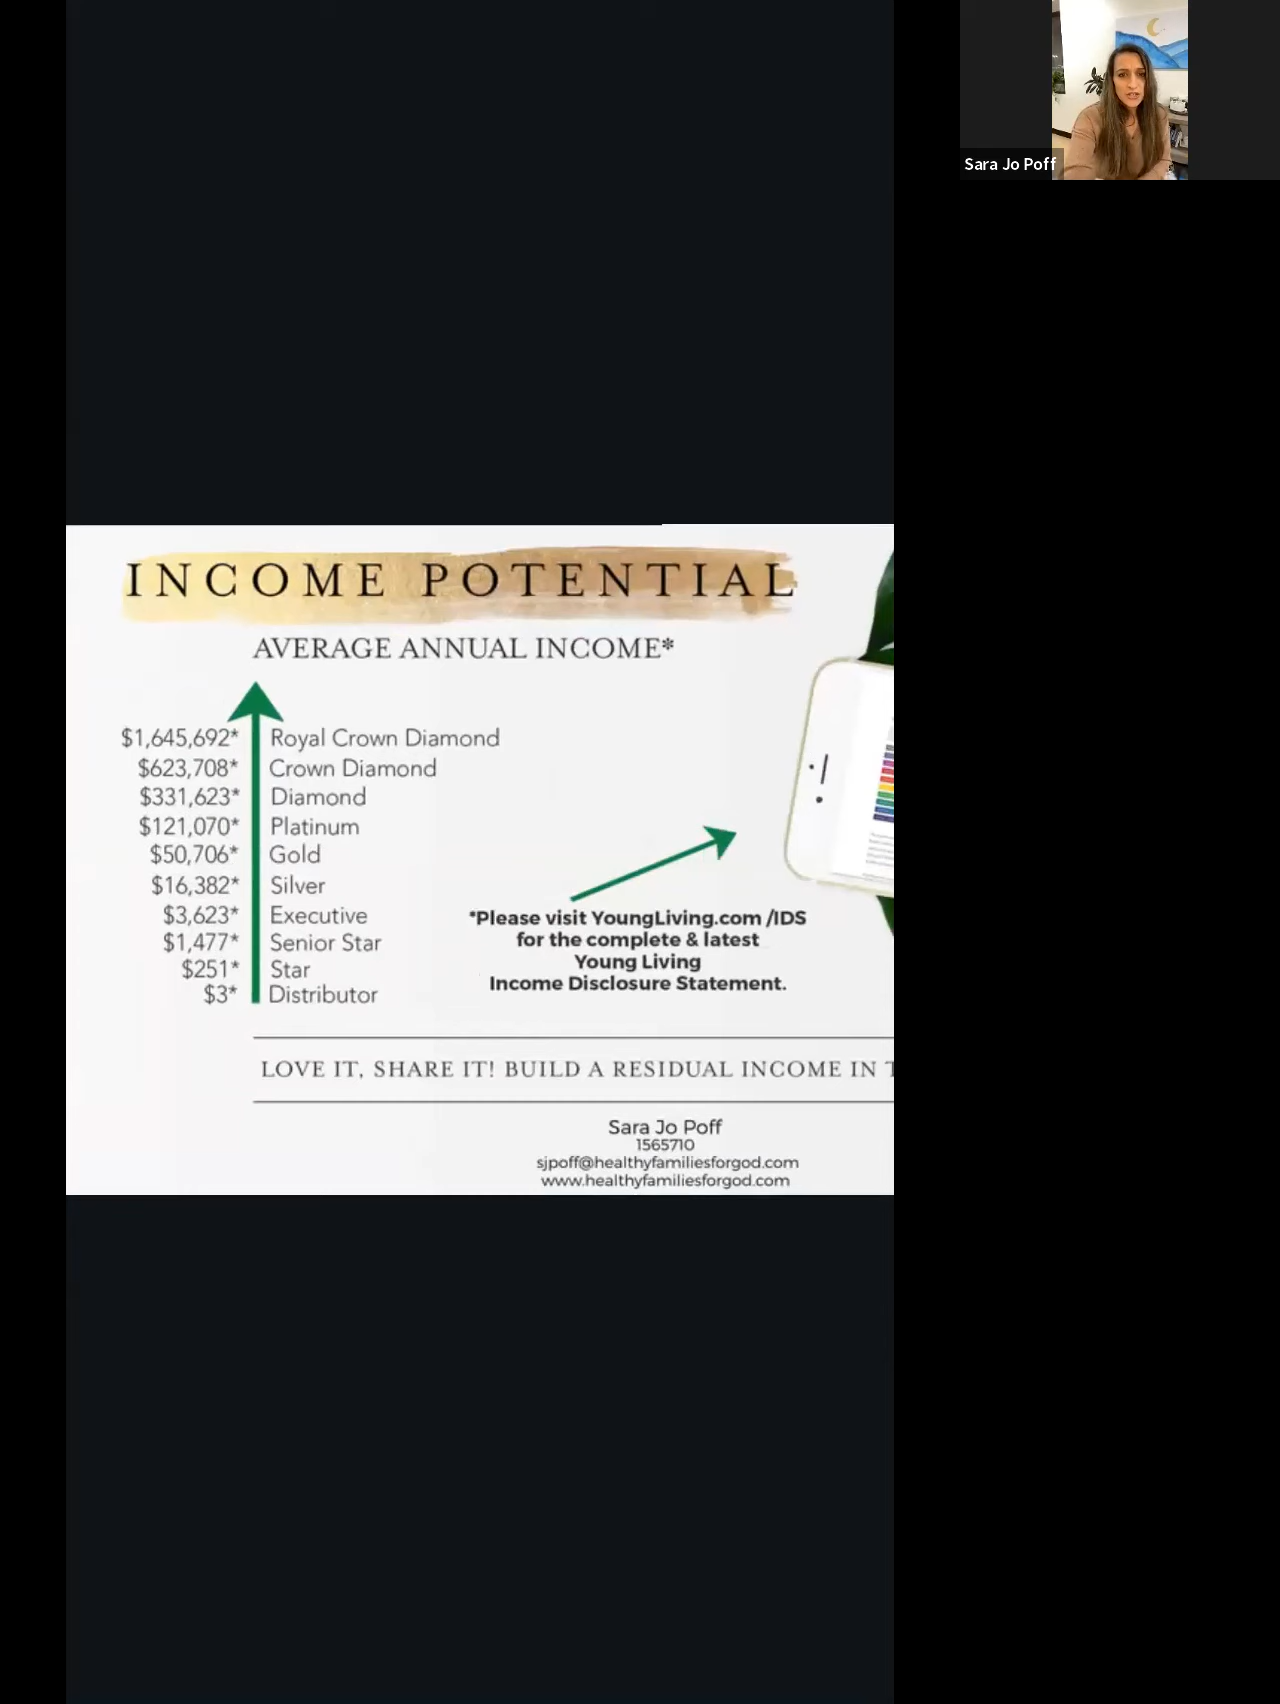 Sara Jo Poff
INCOME POTENTIAL
AVERAGE ANNUAL INCOME*
$1,645,692* Royal Crown Diamond
$623,708* Crown Diamond
$331,623* Diamond
$121,070* Platinum
$50,706* Gold
$16,382* Silver
$3,623* Executive
$1,477* Senior Star
$251* Star
$3* Distributor
*Please visit YoungLiving.com /IDS
for the complete & latest
Young Living
Income Disclosure Statement.
LOVE IT, SHARE IT! BUILD A RESIDUAL INCOME IN T
Sara Jo Poff
1565710
sjpoff@healthyfamiliesforgod.com
www.healthyfamiliesforgod.com